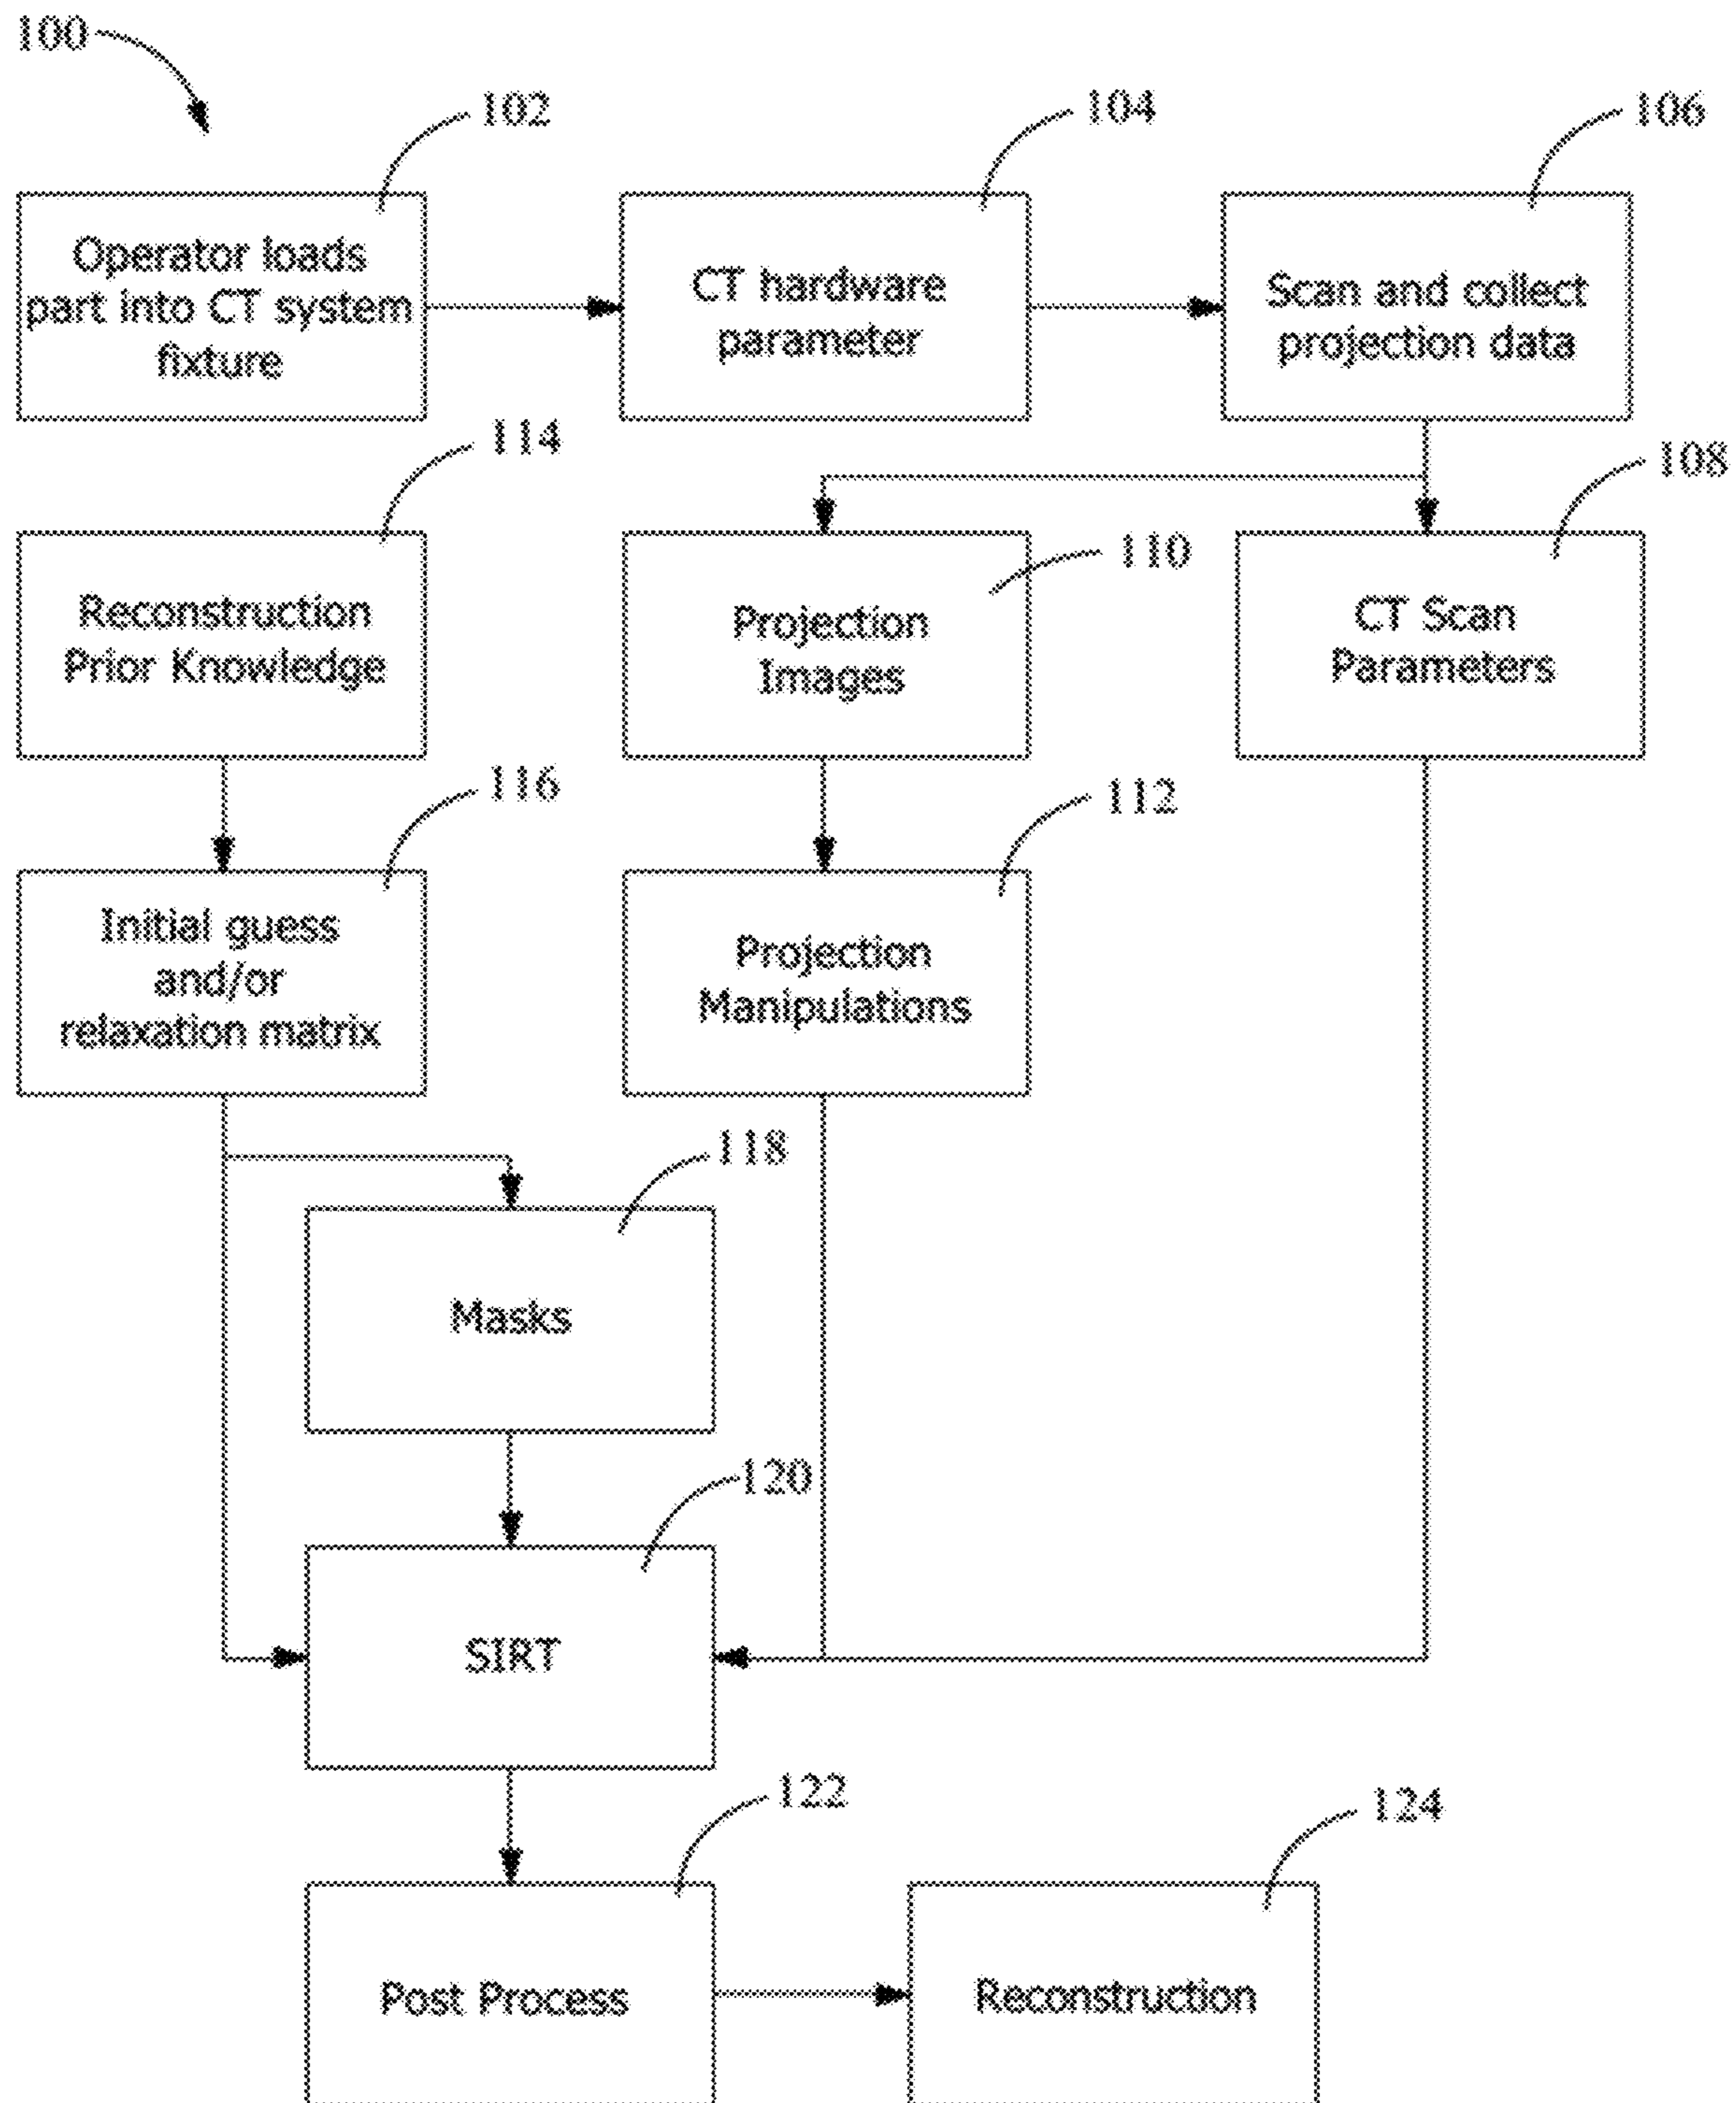 100
102
104
106
Operator loads
part into CT system
fixture
CT hardware
parameter
Scan and collect
projection data
114
108
110
Reconstruction
Prior Knowledge
Projection
Images
CT Scan
Parameters
116
112
Initial guess
and/or
relaxation matrix
Projection
Manipulations
118
Masks
120
SIRT
122
124
Post Process
Reconstruction